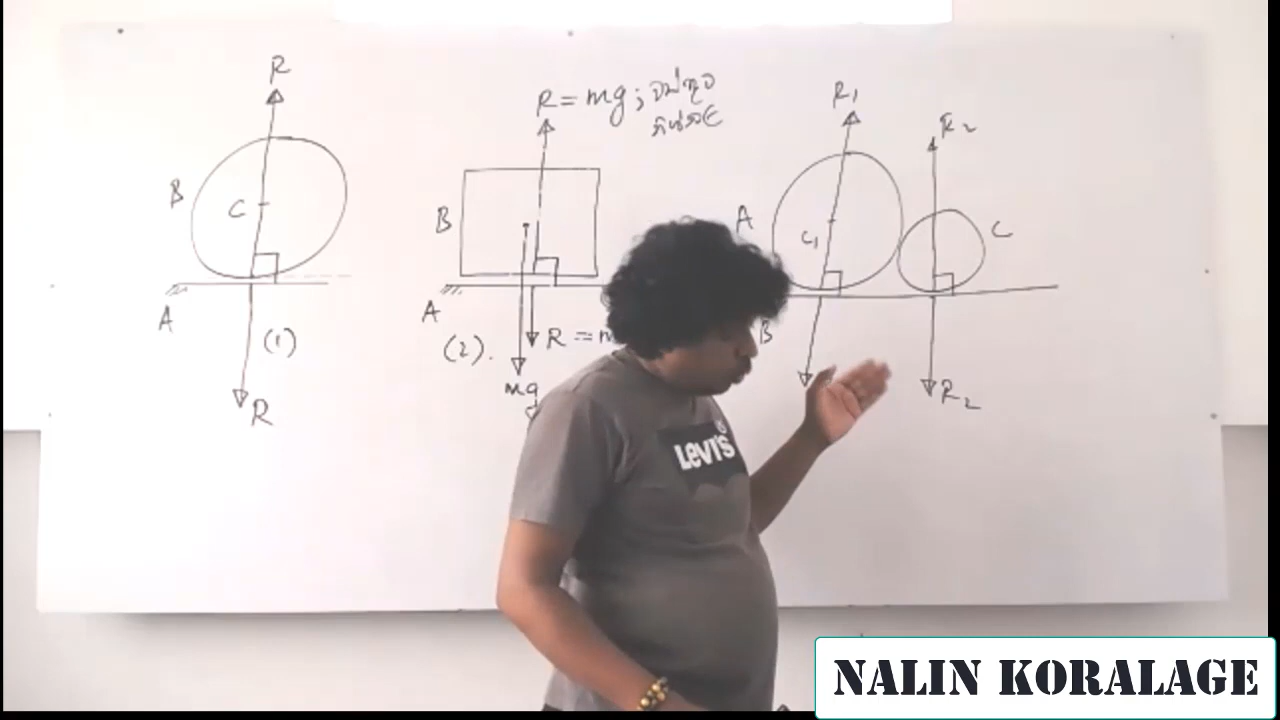 R
B
C
A
(1)
R
R = mg ;
B
A
(2).
R = m
mg
R₁
R₂
A
C₁
C
B
R₂
LEVI'S
NALIN KORALAGE